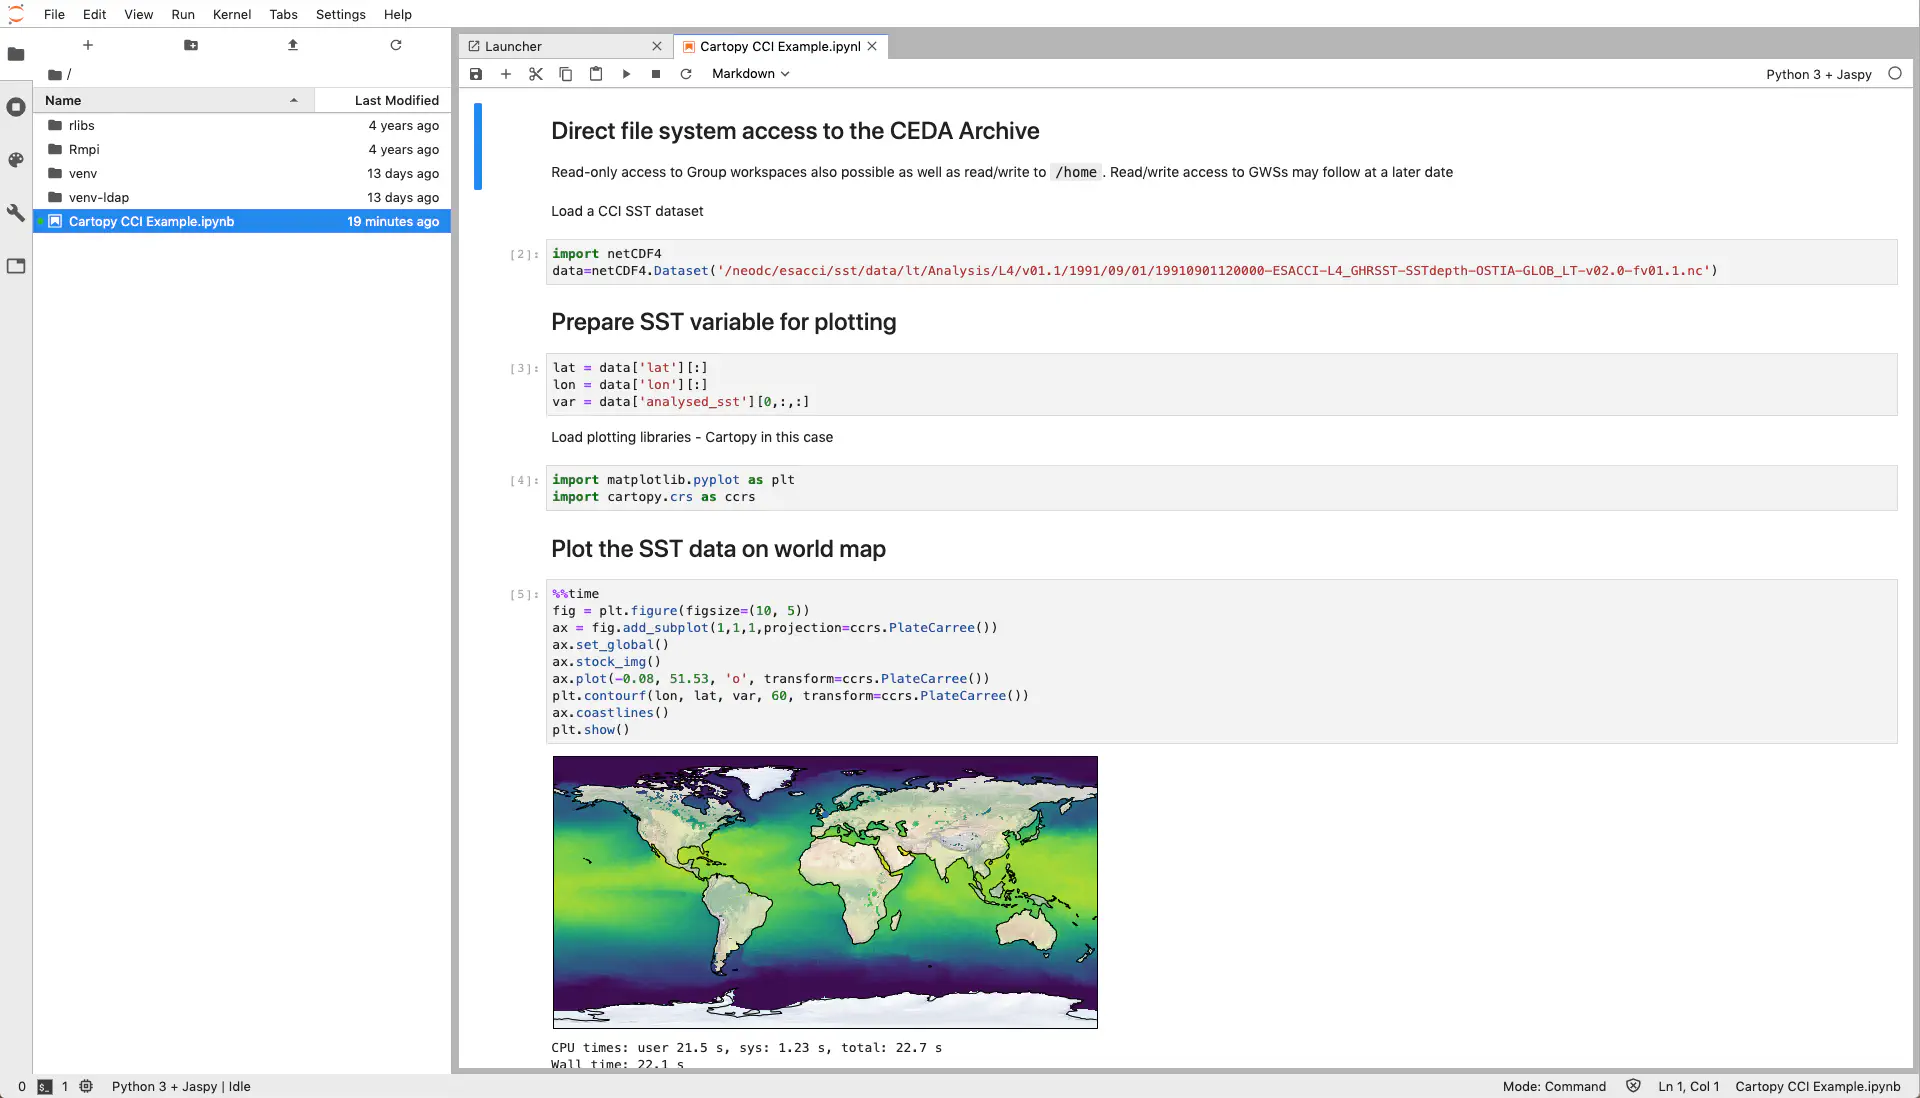 File Edit View Run Kernel Tabs Settings Help
/
Name Last Modified
rlibs 4 years ago
Rmpi 4 years ago
venv 13 days ago
venv-ldap 13 days ago
Cartopy CCI Example.ipynb 19 minutes ago
Launcher
Cartopy CCI Example.ipynl
Markdown
Python 3 + Jaspy
Direct file system access to the CEDA Archive
Read-only access to Group workspaces also possible as well as read/write to /home . Read/write access to GWSs may follow at a later date
Load a CCI SST dataset
[2]: import netCDF4
data=netCDF4.Dataset('/neodc/esacci/sst/data/lt/Analysis/L4/v01.1/1991/09/01/19910901120000-ESACCI-L4_GHRSST-SSTdepth-OSTIA-GLOB_LT-v02.0-fv01.1.nc')
Prepare SST variable for plotting
[3]: lat = data['lat'][:]
lon = data['lon'][:]
var = data['analysed_sst'][0,:,:]
Load plotting libraries - Cartopy in this case
[4]: import matplotlib.pyplot as plt
import cartopy.crs as ccrs
Plot the SST data on world map
[5]: %%time
fig = plt.figure(figsize=(10, 5))
ax = fig.add_subplot(1,1,1,projection=ccrs.PlateCarree())
ax.set_global()
ax.stock_img()
ax.plot(-0.08, 51.53, 'o', transform=ccrs.PlateCarree())
plt.contourf(lon, lat, var, 60, transform=ccrs.PlateCarree())
ax.coastlines()
plt.show()
CPU times: user 21.5 s, sys: 1.23 s, total: 22.7 s
Wall time: 22.1 s
0 $_ 1 Python 3 + Jaspy | Idle
Mode: Command Ln 1, Col 1 Cartopy CCI Example.ipynb